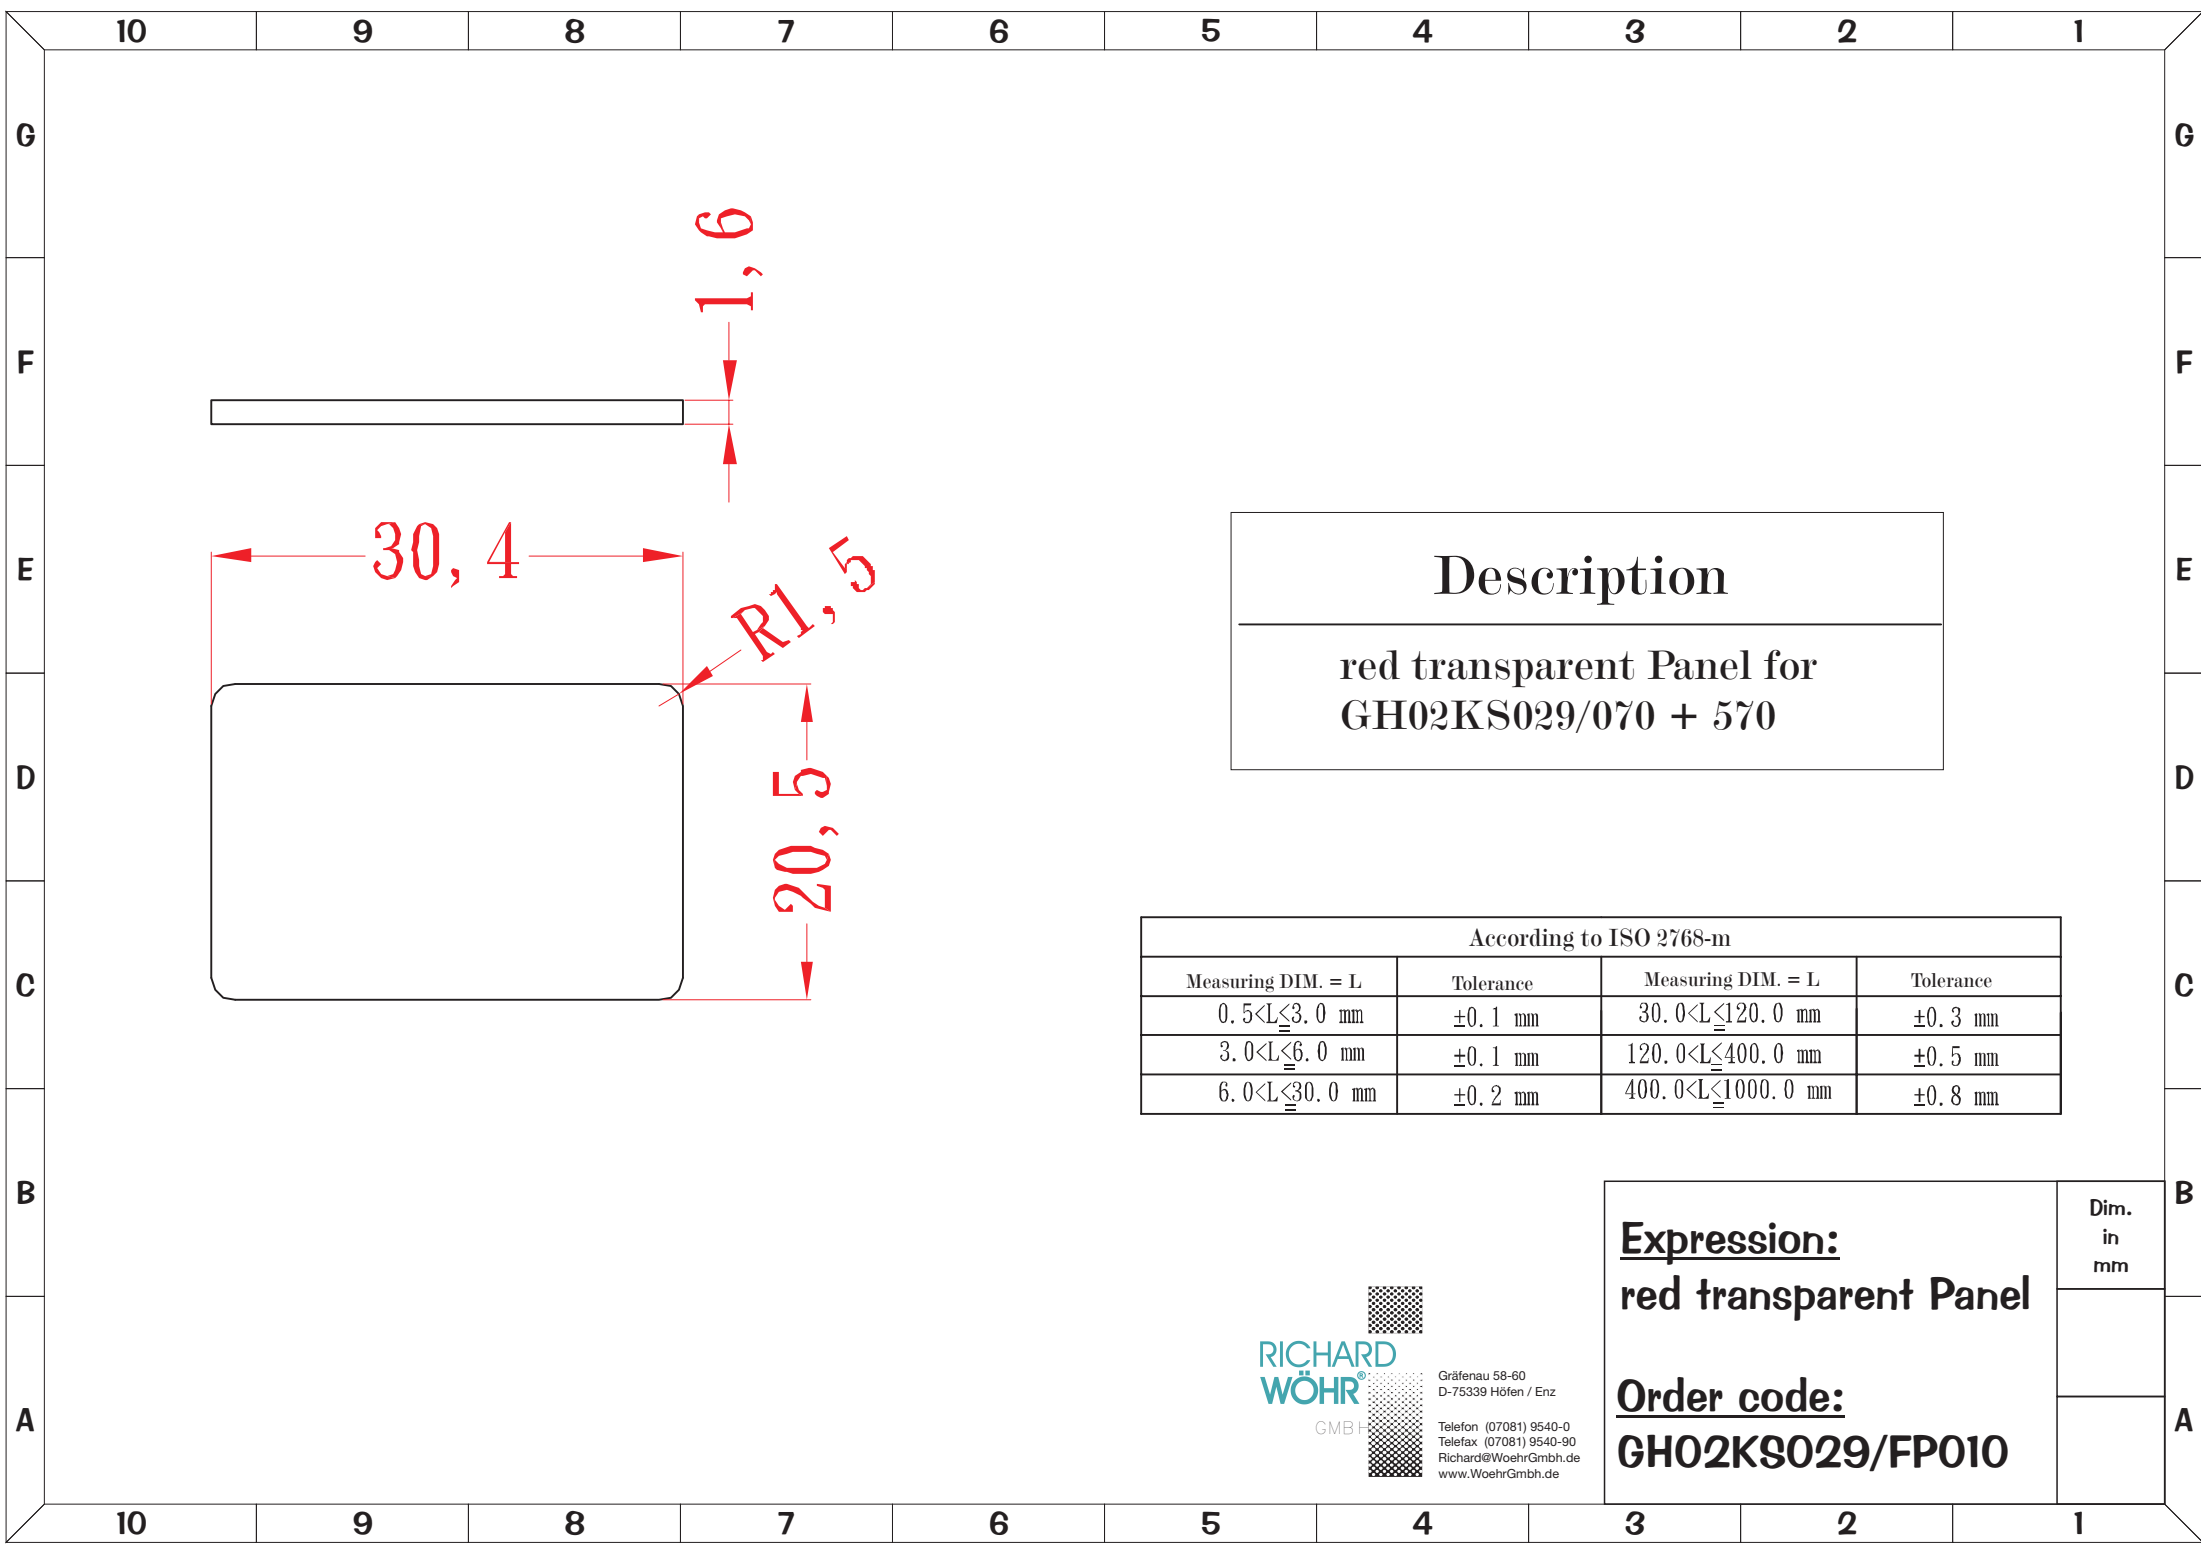 10 9 8 7 6 5 4 3 2 1
G G
1,6
F F
30,4
R1,5
E E
Description
red transparent Panel for
GH02KS029/070 + 570
D D
20,5
According to ISO 2768-m
Measuring DIM. = L Tolerance Measuring DIM. = L Tolerance
0.5<L≦3.0 mm ±0.1 mm 30.0<L≦120.0 mm ±0.3 mm
3.0<L≦6.0 mm ±0.1 mm 120.0<L≦400.0 mm ±0.5 mm
6.0<L≦30.0 mm ±0.2 mm 400.0<L≦1000.0 mm ±0.8 mm
C C
B B
Dim.
in
mm
Expression:
red transparent Panel
Order code:
GH02KS029/FP010
RICHARD
WÖHR®
GMBH
Gräfenau 58-60
D-75339 Höfen / Enz
Telefon (07081) 9540-0
Telefax (07081) 9540-90
Richard@WoehrGmbh.de
www.WoehrGmbh.de
A A
10 9 8 7 6 5 4 3 2 1